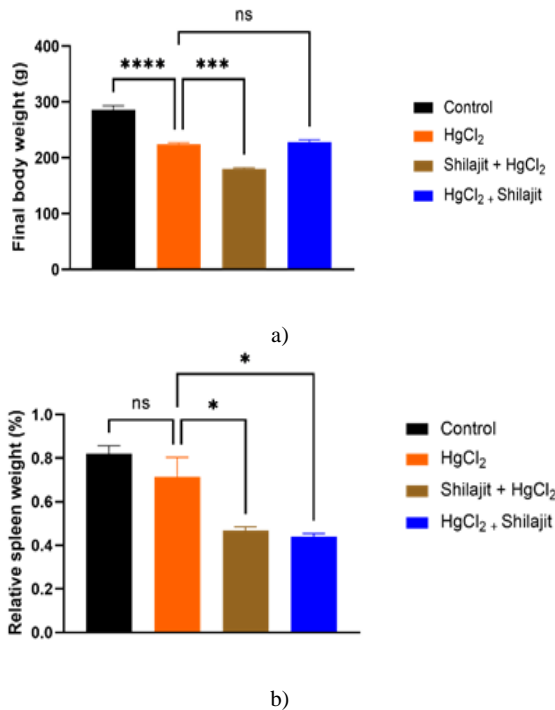 ns
**** ***
Final body weight (g)
400
300
200
100
0
Control
HgCl₂
Shilajit + HgCl₂
HgCl₂ + Shilajit
a)
*
ns *
Relative spleen weight (%)
1.0
0.8
0.6
0.4
0.2
0.0
Control
HgCl₂
Shilajit + HgCl₂
HgCl₂ + Shilajit
b)